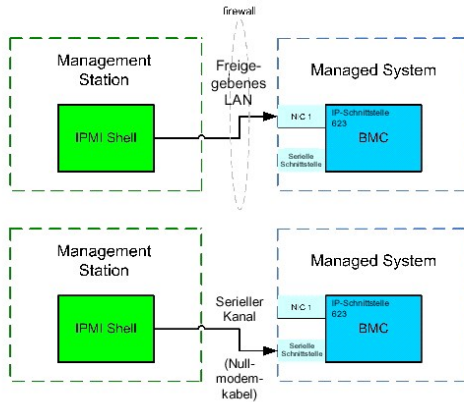 firewall
Management
Station
Freige-
gebenes
LAN
Managed System
IPMI Shell
NIC 1
IP-Schnittstelle
623
BMC
Serielle
Schnittstelle
Management
Station
Managed System
IPMI Shell
Serieller
Kanal
(Null-
modem-
kabel)
NIC 1
IP-Schnittstelle
623
BMC
Serielle
Schnittstelle